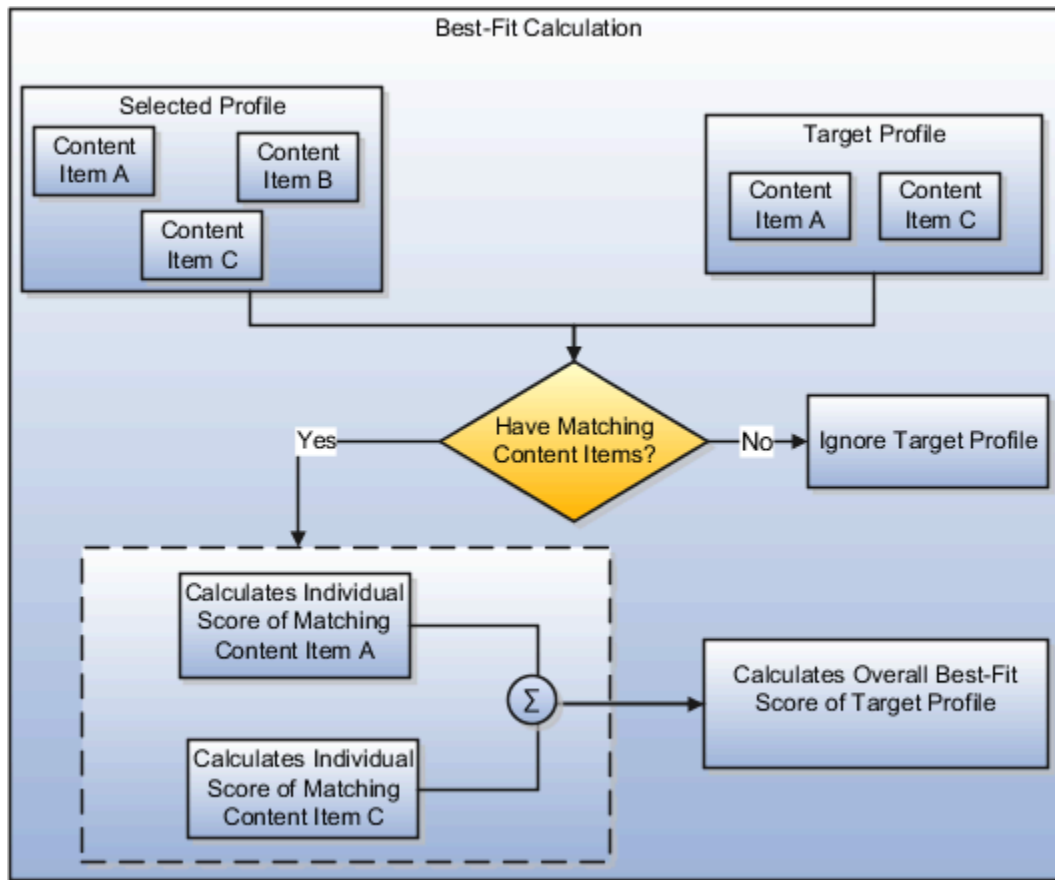 Best-Fit Calculation
Selected Profile
Content
Item A
Content
Item B
Content
Item C
Target Profile
Content
Item A
Content
Item C
Have Matching
Content Items?
Yes
No
Ignore Target Profile
Calculates Individual
Score of Matching
Content Item A
Σ
Calculates Overall Best-Fit
Score of Target Profile
Calculates Individual
Score of Matching
Content Item C